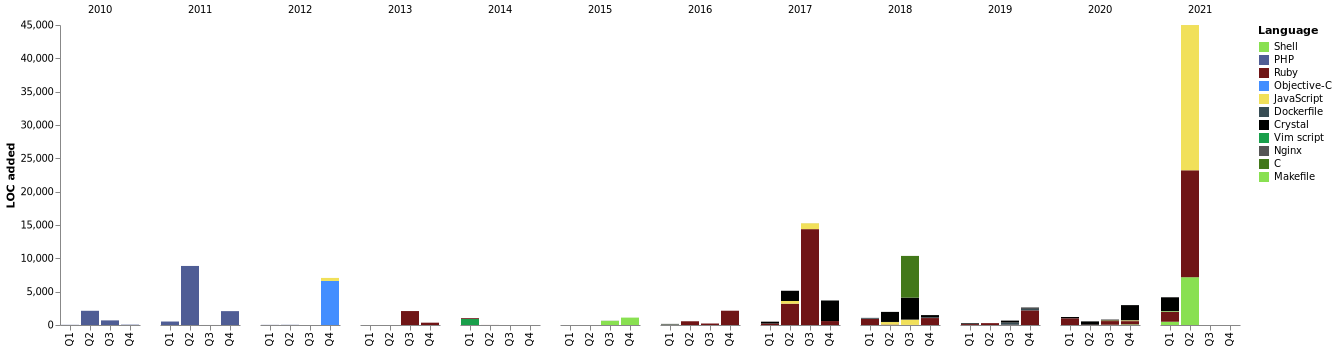 2010 2011 2012 2013 2014 2015 2016 2017 2018 2019 2020 2021
LOC added
45,000
40,000
35,000
30,000
25,000
20,000
15,000
10,000
5,000
0
Q1 Q2 Q3 Q4 Q1 Q2 Q3 Q4 Q1 Q2 Q3 Q4 Q1 Q2 Q3 Q4 Q1 Q2 Q3 Q4 Q1 Q2 Q3 Q4 Q1 Q2 Q3 Q4 Q1 Q2 Q3 Q4 Q1 Q2 Q3 Q4 Q1 Q2 Q3 Q4 Q1 Q2 Q3 Q4 Q1 Q2 Q3 Q4
Language
Shell
PHP
Ruby
Objective-C
JavaScript
Dockerfile
Crystal
Vim script
Nginx
C
Makefile